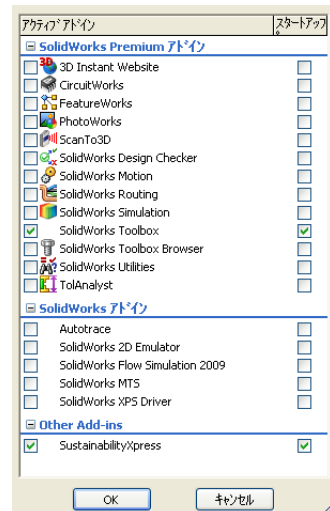 アクティブ アドイン スタートアップ
SolidWorks Premium アドイン
3D Instant Website
CircuitWorks
FeatureWorks
PhotoWorks
ScanTo3D
SolidWorks Design Checker
SolidWorks Motion
SolidWorks Routing
SolidWorks Simulation
SolidWorks Toolbox
SolidWorks Toolbox Browser
SolidWorks Utilities
TolAnalyst
SolidWorks アドイン
Autotrace
SolidWorks 2D Emulator
SolidWorks Flow Simulation 2009
SolidWorks MTS
SolidWorks XPS Driver
Other Add-ins
SustainabilityXpress
OK キャンセル